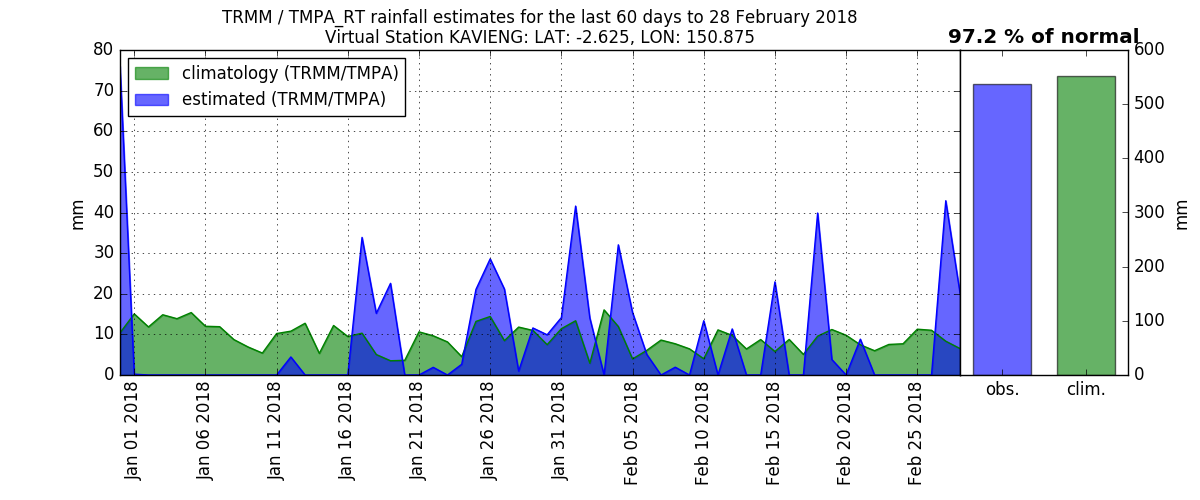 TRMM / TMPA_RT rainfall estimates for the last 60 days to 28 February 2018
Virtual Station KAVIENG: LAT: -2.625, LON: 150.875
97.2 % of normal
climatology (TRMM/TMPA)
estimated (TRMM/TMPA)
80
70
60
50
40
30
20
10
0
mm
Jan 01 2018
Jan 06 2018
Jan 11 2018
Jan 16 2018
Jan 21 2018
Jan 26 2018
Jan 31 2018
Feb 05 2018
Feb 10 2018
Feb 15 2018
Feb 20 2018
Feb 25 2018
obs.
clim.
600
500
400
300
200
100
0
mm